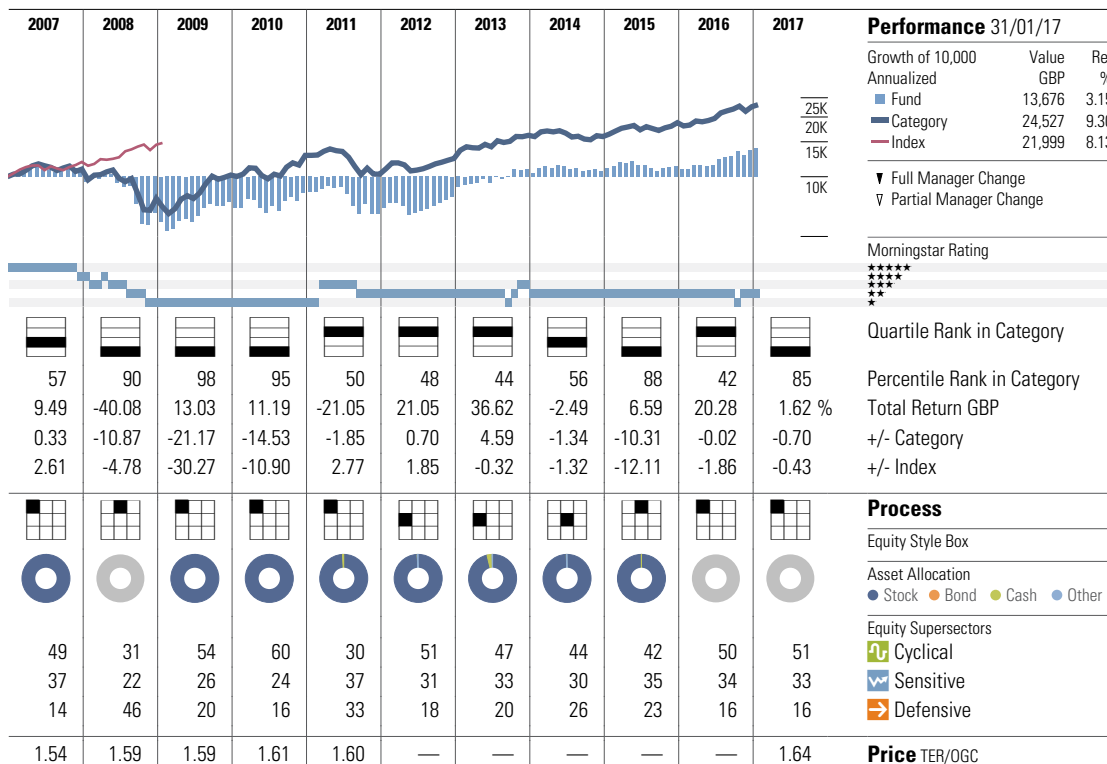 2007 2008 2009 2010 2011 2012 2013 2014 2015 2016 2017
Performance 31/01/17
Growth of 10,000 Value
Annualized GBP %
Fund 13,676 3.15
Category 24,527 9.30
Index 21,999 8.13
Full Manager Change
Partial Manager Change
25K
20K
15K
10K
Morningstar Rating
★★★★★
★★★★
★★★
★★
★
Quartile Rank in Category
57 90 98 95 50 48 44 56 88 42 85 Percentile Rank in Category
9.49 -40.08 13.03 11.19 -21.05 21.05 36.62 -2.49 6.59 20.28 1.62 % Total Return GBP
0.33 -10.87 -21.17 -14.53 -1.85 0.70 4.59 -1.34 -10.31 -0.02 -0.70 +/- Category
2.61 -4.78 -30.27 -10.90 2.77 1.85 -0.32 -1.32 -12.11 -1.86 -0.43 +/- Index
Process
Equity Style Box
Asset Allocation
Stock Bond Cash Other
Equity Supersectors
49 31 54 60 30 51 47 44 42 50 51 Cyclical
37 22 26 24 37 31 33 30 35 34 33 Sensitive
14 46 20 16 33 18 20 26 23 16 16 Defensive
1.54 1.59 1.59 1.61 1.60 — — — — — 1.64 Price TER/OGC